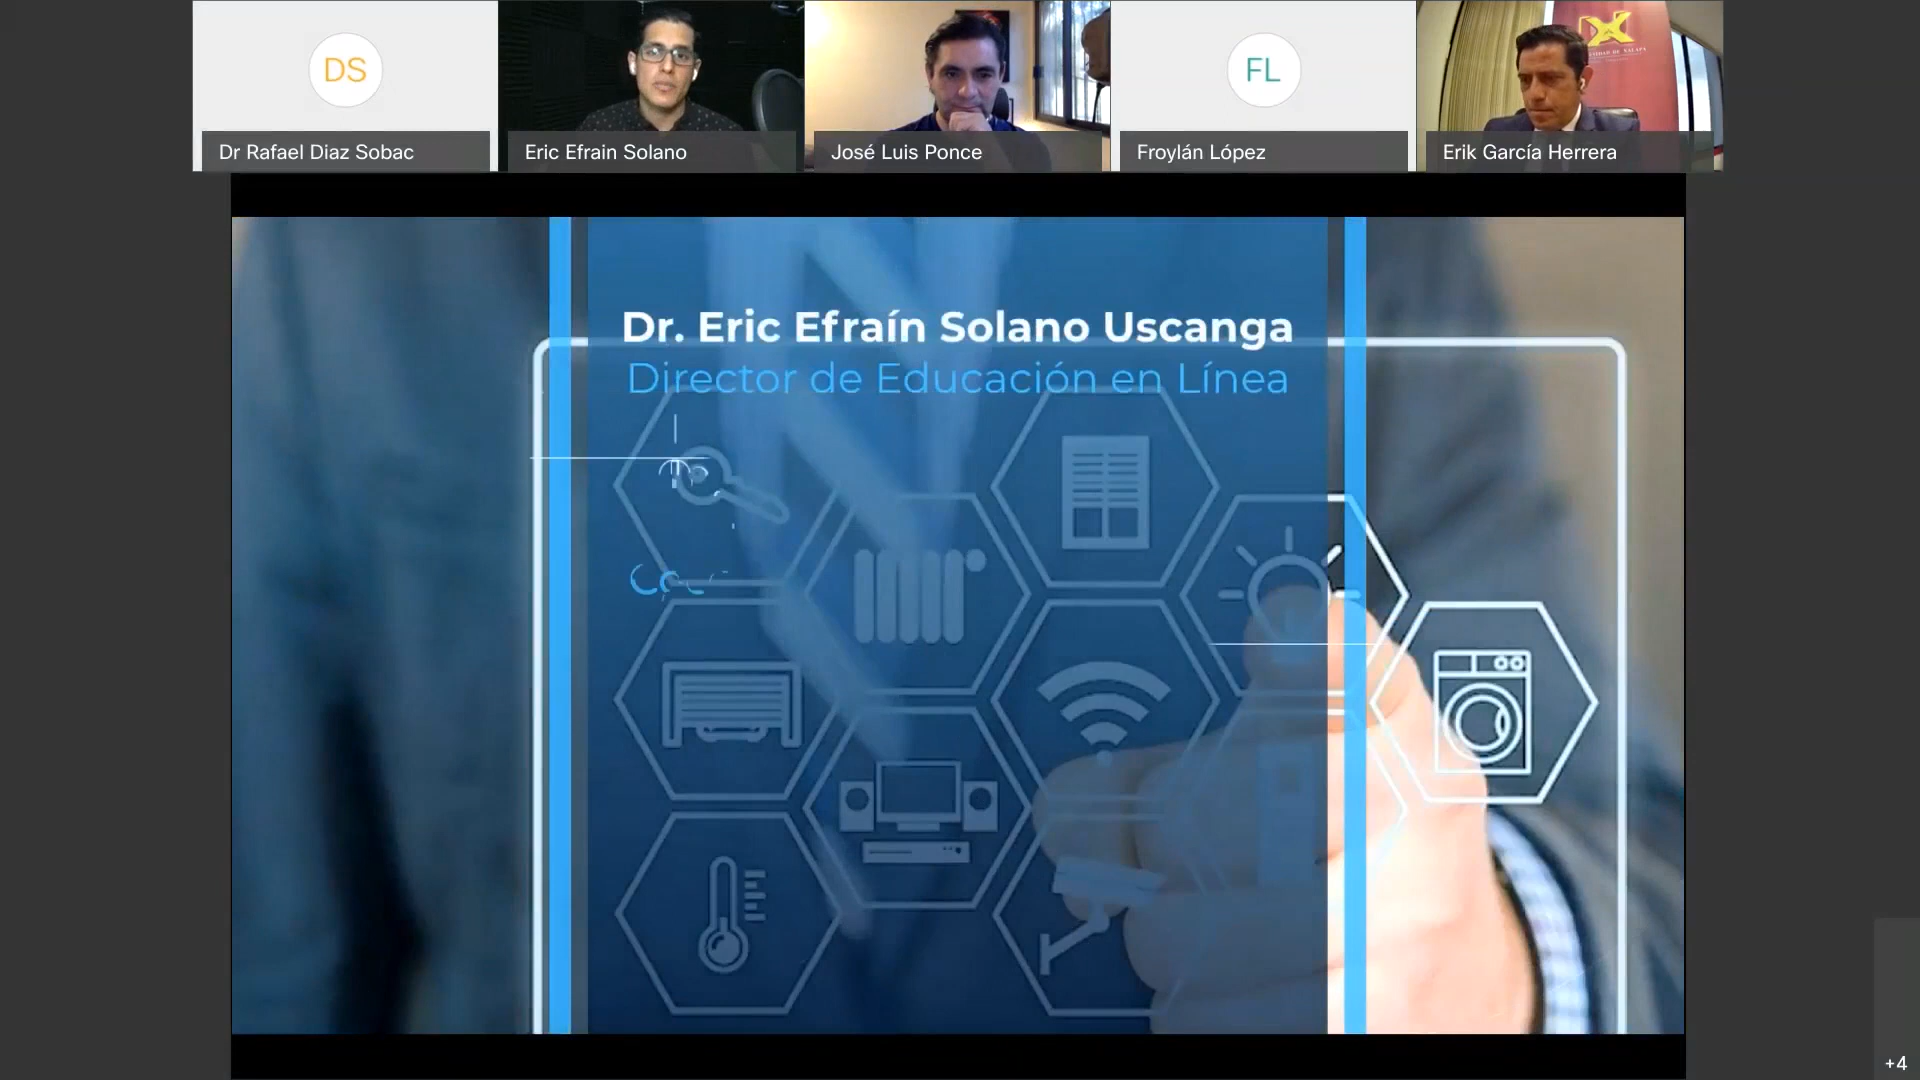 DS
FL
Dr Rafael Diaz Sobac
Eric Efrain Solano
José Luis Ponce
Froylán López
Erik García Herrera
Dr. Eric Efraín Solano Uscanga
Director de Educación en Línea
+4